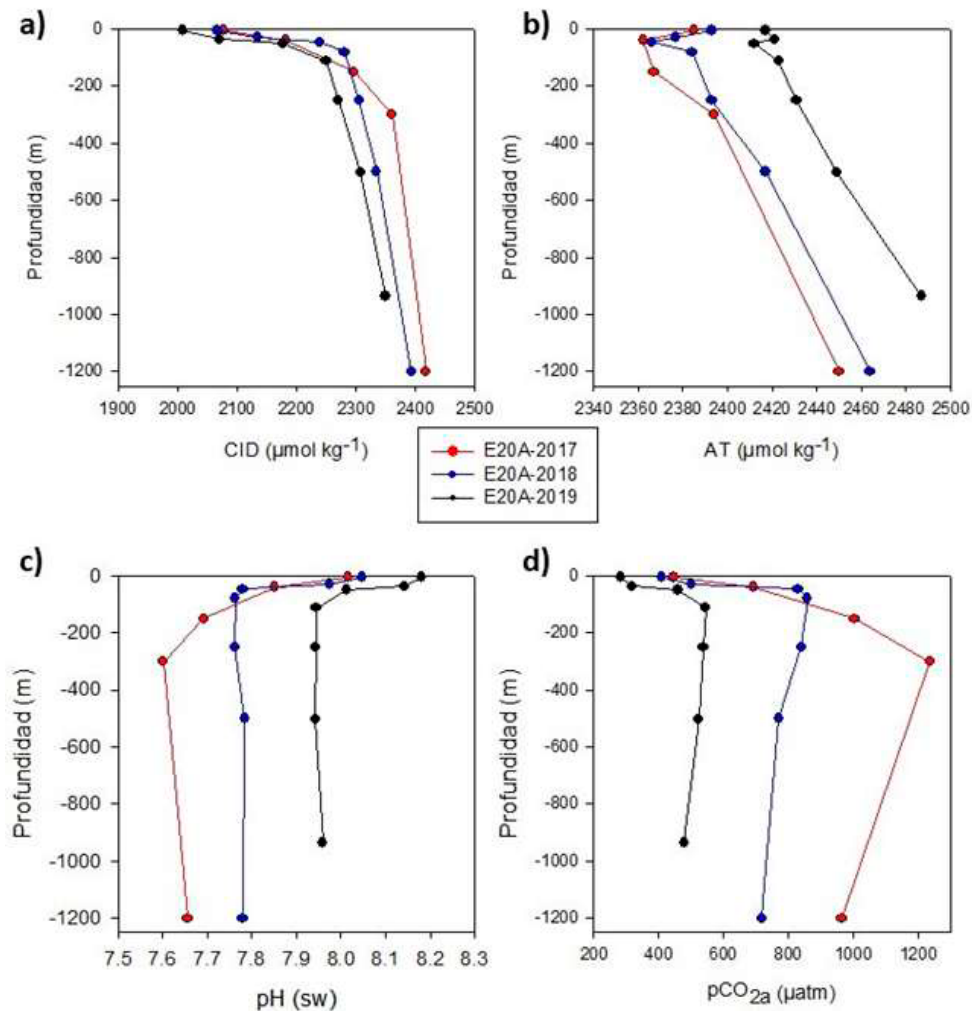 a)
0
-200
-400
-600
-800
-1000
-1200
Profundidad (m)
1900 2000 2100 2200 2300 2400 2500
CID (µmol kg⁻¹)
b)
0
-200
-400
-600
-800
-1000
-1200
Profundidad (m)
2340 2360 2380 2400 2420 2440 2460 2480 2500
AT (µmol kg⁻¹)
E20A-2017
E20A-2018
E20A-2019
c)
0
-200
-400
-600
-800
-1000
-1200
Profundidad (m)
7.5 7.6 7.7 7.8 7.9 8.0 8.1 8.2 8.3
pH (sw)
d)
0
-200
-400
-600
-800
-1000
-1200
Profundidad (m)
200 400 600 800 1000 1200
pCO₂ₐ (µatm)